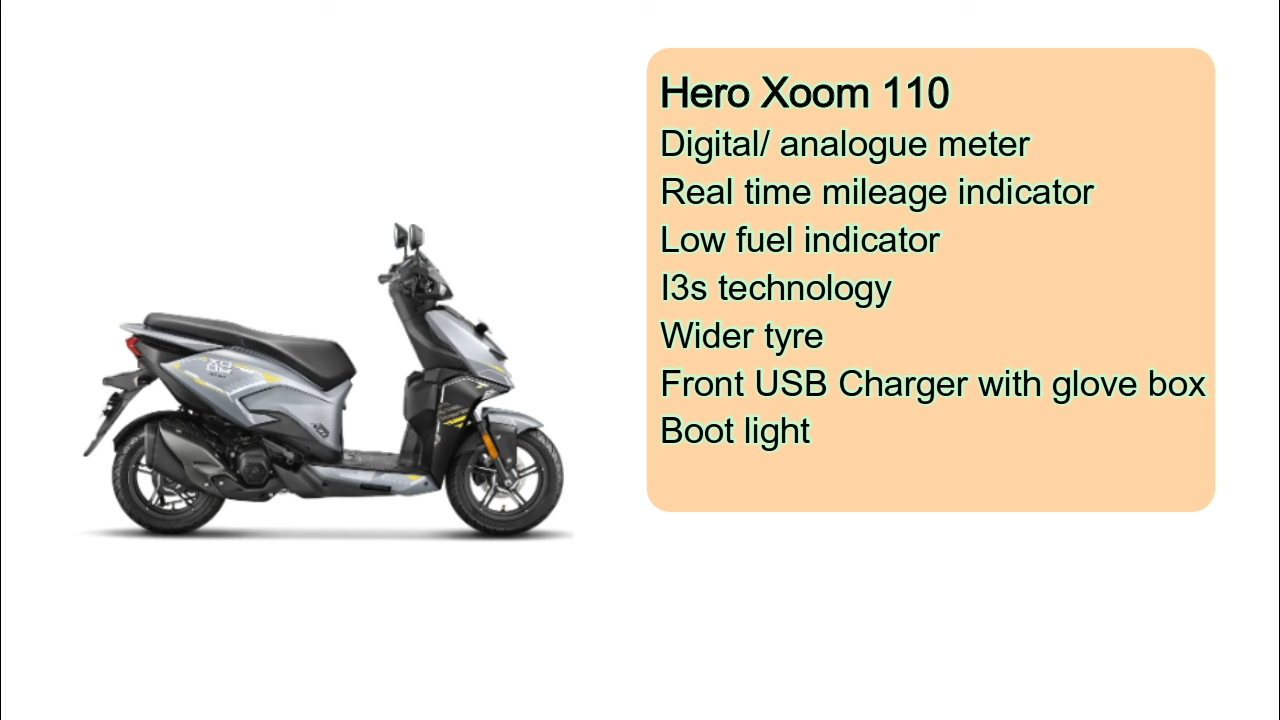 Hero Xoom 110
Digital/ analogue meter
Real time mileage indicator
Low fuel indicator
I3s technology
Wider tyre
Front USB Charger with glove box
Boot light